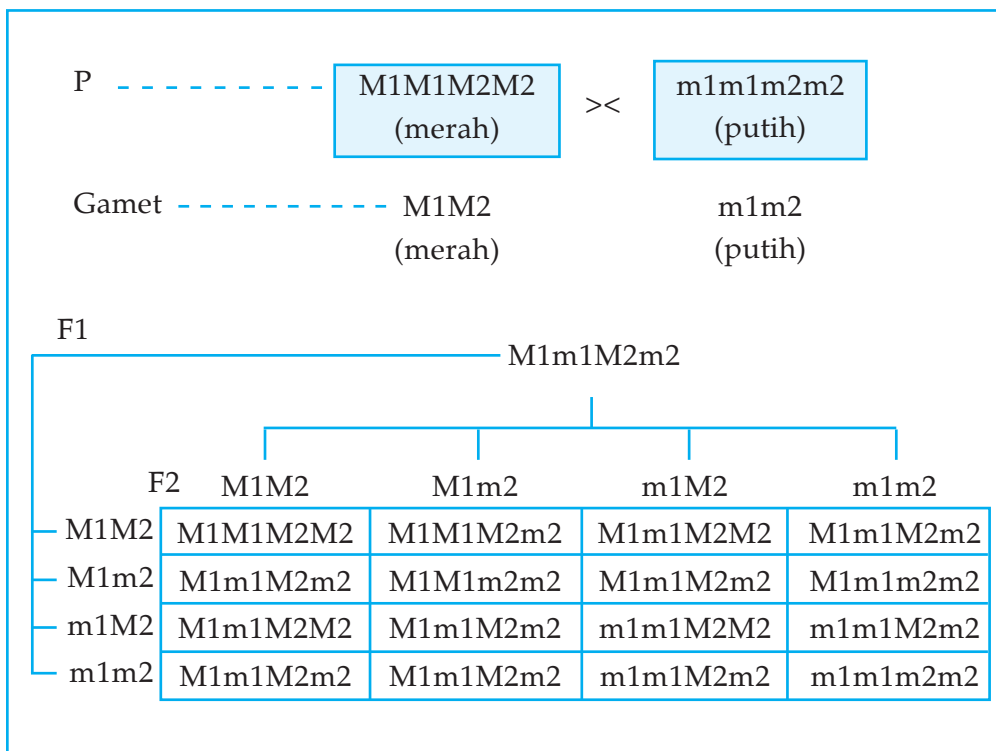 P M1M1M2M2 >< m1m1m2m2
(merah) (putih)
Gamet M1M2 m1m2
(merah) (putih)
F1
M1m1M2m2
F2 M1M2 M1m2 m1M2 m1m2
M1M2 M1M1M2M2 M1M1M2m2 M1m1M2M2 M1m1M2m2
M1m2 M1m1M2m2 M1M1m2m2 M1m1M2m2 M1m1m2m2
m1M2 M1m1M2M2 M1m1M2m2 m1m1M2M2 m1m1M2m2
m1m2 M1m1M2m2 M1m1M2m2 m1m1M2m2 m1m1m2m2